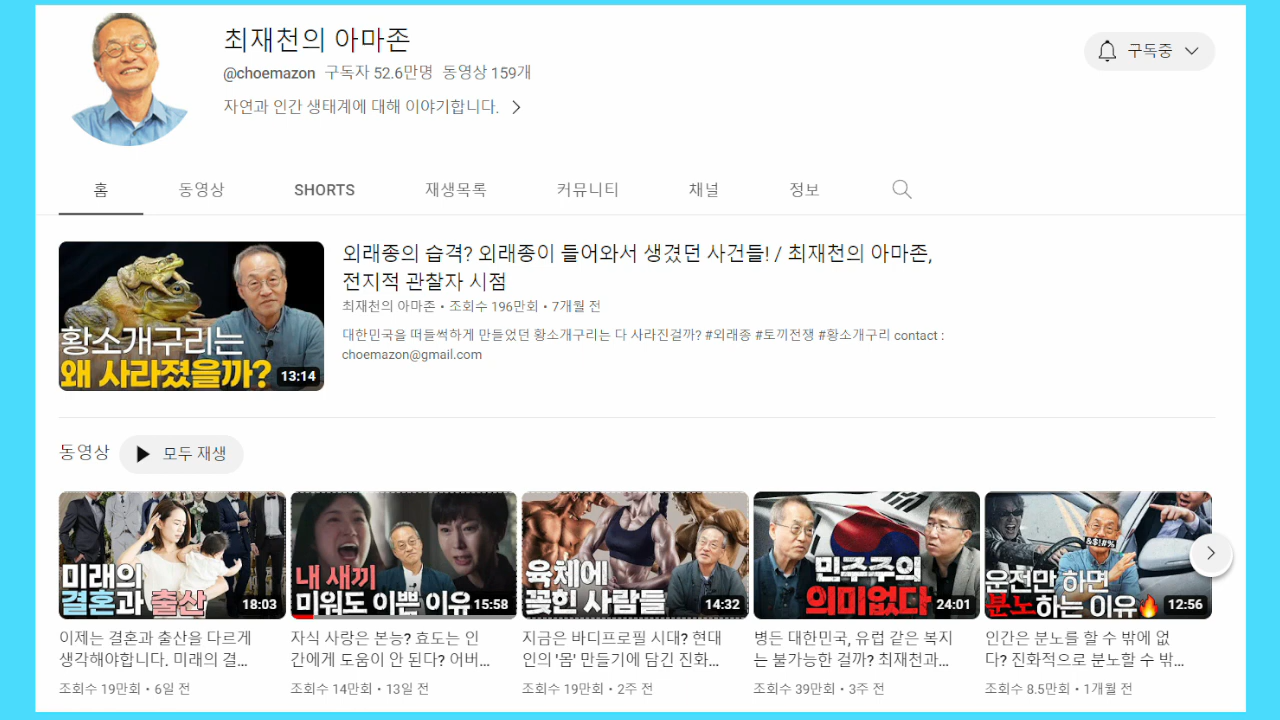 최재천의 아마존
@choemazon 구독자 52.6만명 동영상 159개
자연과 인간 생태계에 대해 이야기합니다.
구독중
홈 동영상 SHORTS 재생목록 커뮤니티 채널 정보
황소개구리는
왜 사라졌을까?
13:14
외래종의 습격? 외래종이 들어와서 생겼던 사건들! / 최재천의 아마존,
전지적 관찰자 시점
최재천의 아마존 • 조회수 196만회 • 7개월 전
대한민국을 떠들썩하게 만들었던 황소개구리는 다 사라진걸까? #외래종 #토끼전쟁 #황소개구리 contact :
choemazon@gmail.com
동영상 모두 재생
미래의
결혼과 출산
18:03
이제는 결혼과 출산을 다르게
생각해야합니다. 미래의 결...
조회수 19만회 • 6일 전
내 새끼
미워도 이쁜 이유
15:58
자식 사랑은 본능? 효도는 인
간에게 도움이 안 된다? 어버...
조회수 14만회 • 13일 전
육체에
꽂힌 사람들
14:32
지금은 바디프로필 시대? 현대
인의 '몸' 만들기에 담긴 진화...
조회수 19만회 • 2주 전
민주주의
의미없다
24:01
병든 대한민국, 유럽 같은 복지
는 불가능한 걸까? 최재천과...
조회수 39만회 • 3주 전
&$!#%
운전만 하면
분노하는 이유
12:56
인간은 분노를 할 수 밖에 없
다? 진화적으로 분노할 수 밖...
조회수 8.5만회 • 1개월 전